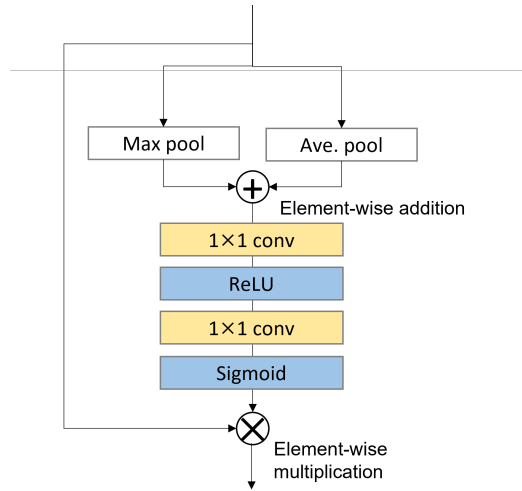 Max pool
Ave. pool
Element-wise addition
1×1 conv
ReLU
1×1 conv
Sigmoid
Element-wise
multiplication